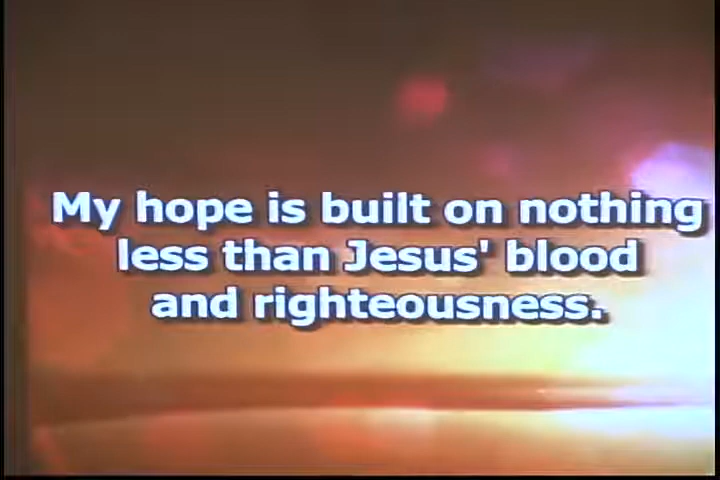 My hope is built on nothing
less than Jesus' blood
and righteousness.